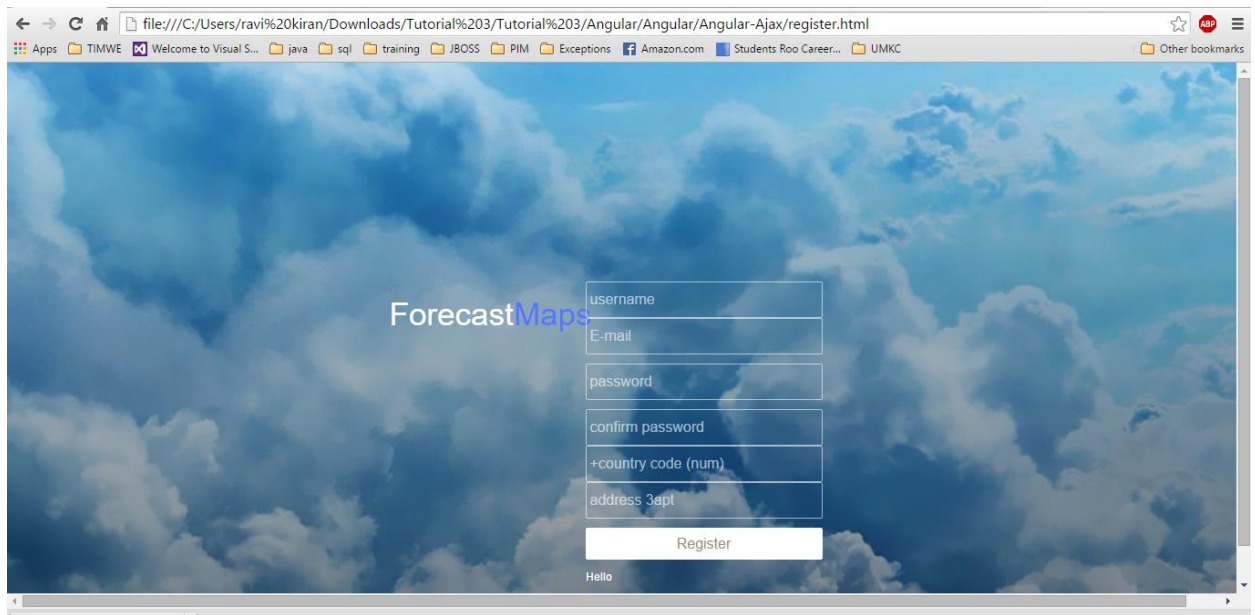 file:///C:/Users/ravi%20kiran/Downloads/Tutorial%203/Tutorial%203/Angular/Angular/Angular-Ajax/register.html
ABP
Apps TIMWE Welcome to Visual S... java sql training JBOSS PIM Exceptions Amazon.com Students Roo Career... UMKC Other bookmarks
ForecastMaps
username
E-mail
password
confirm password
+country code (num)
address 3apt
Register
Hello